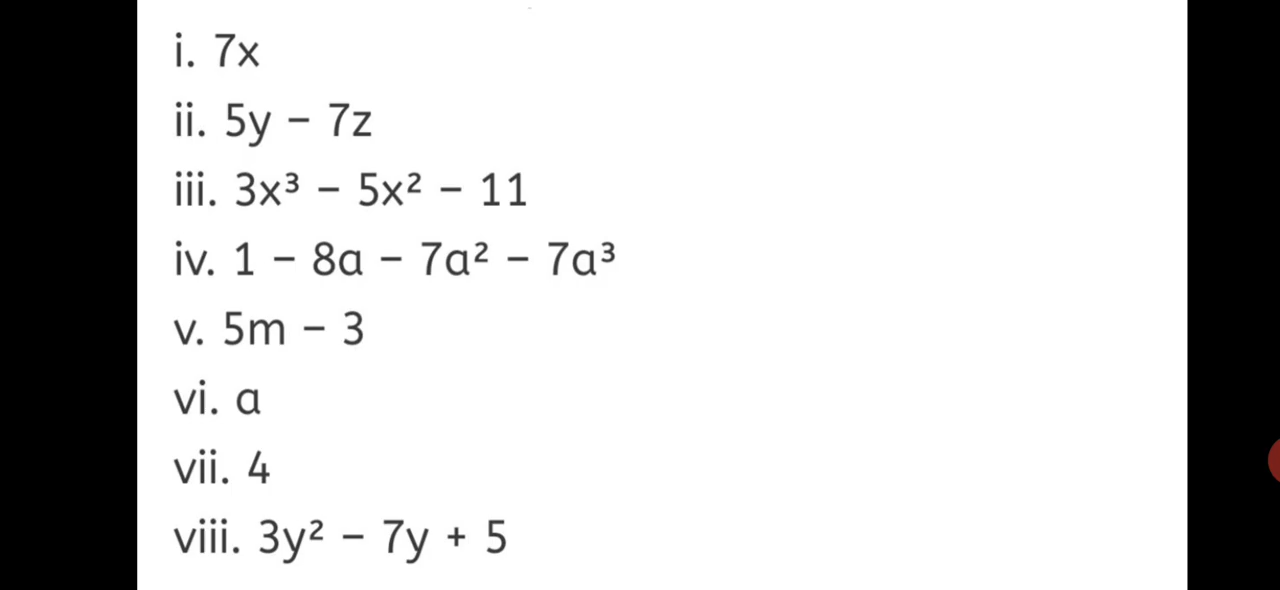 i. 7x
ii. 5y – 7z
iii. 3x³ – 5x² – 11
iv. 1 – 8a – 7a² – 7a³
v. 5m – 3
vi. a
vii. 4
viii. 3y² – 7y + 5